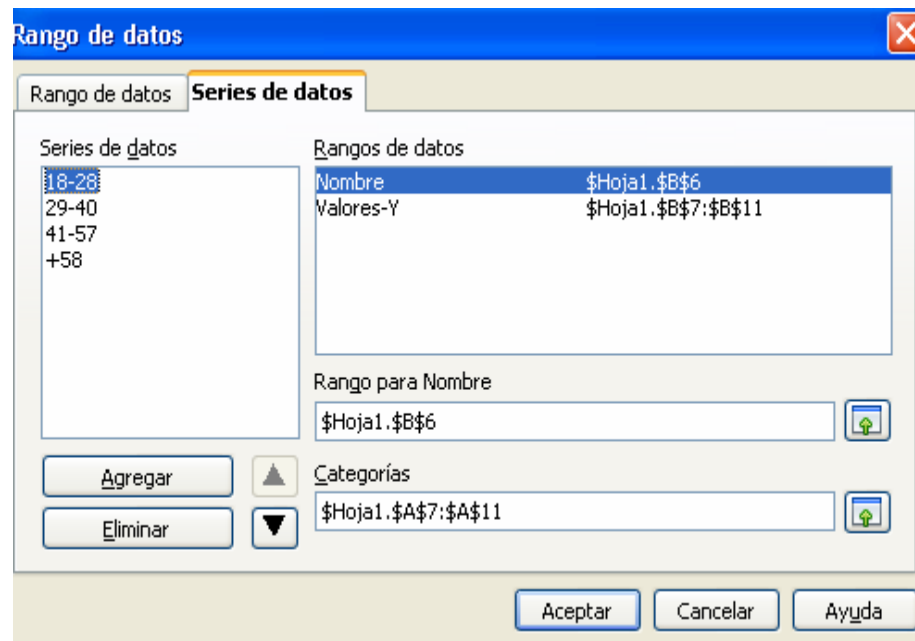 Rango de datos
Rango de datos Series de datos
Series de datos
18-28
29-40
41-57
+58
Agregar
Eliminar
Rangos de datos
Nombre $Hoja1.$B$6
Valores-Y $Hoja1.$B$7:$B$11
Rango para Nombre
$Hoja1.$B$6
Categorías
$Hoja1.$A$7:$A$11
Aceptar Cancelar Ayuda